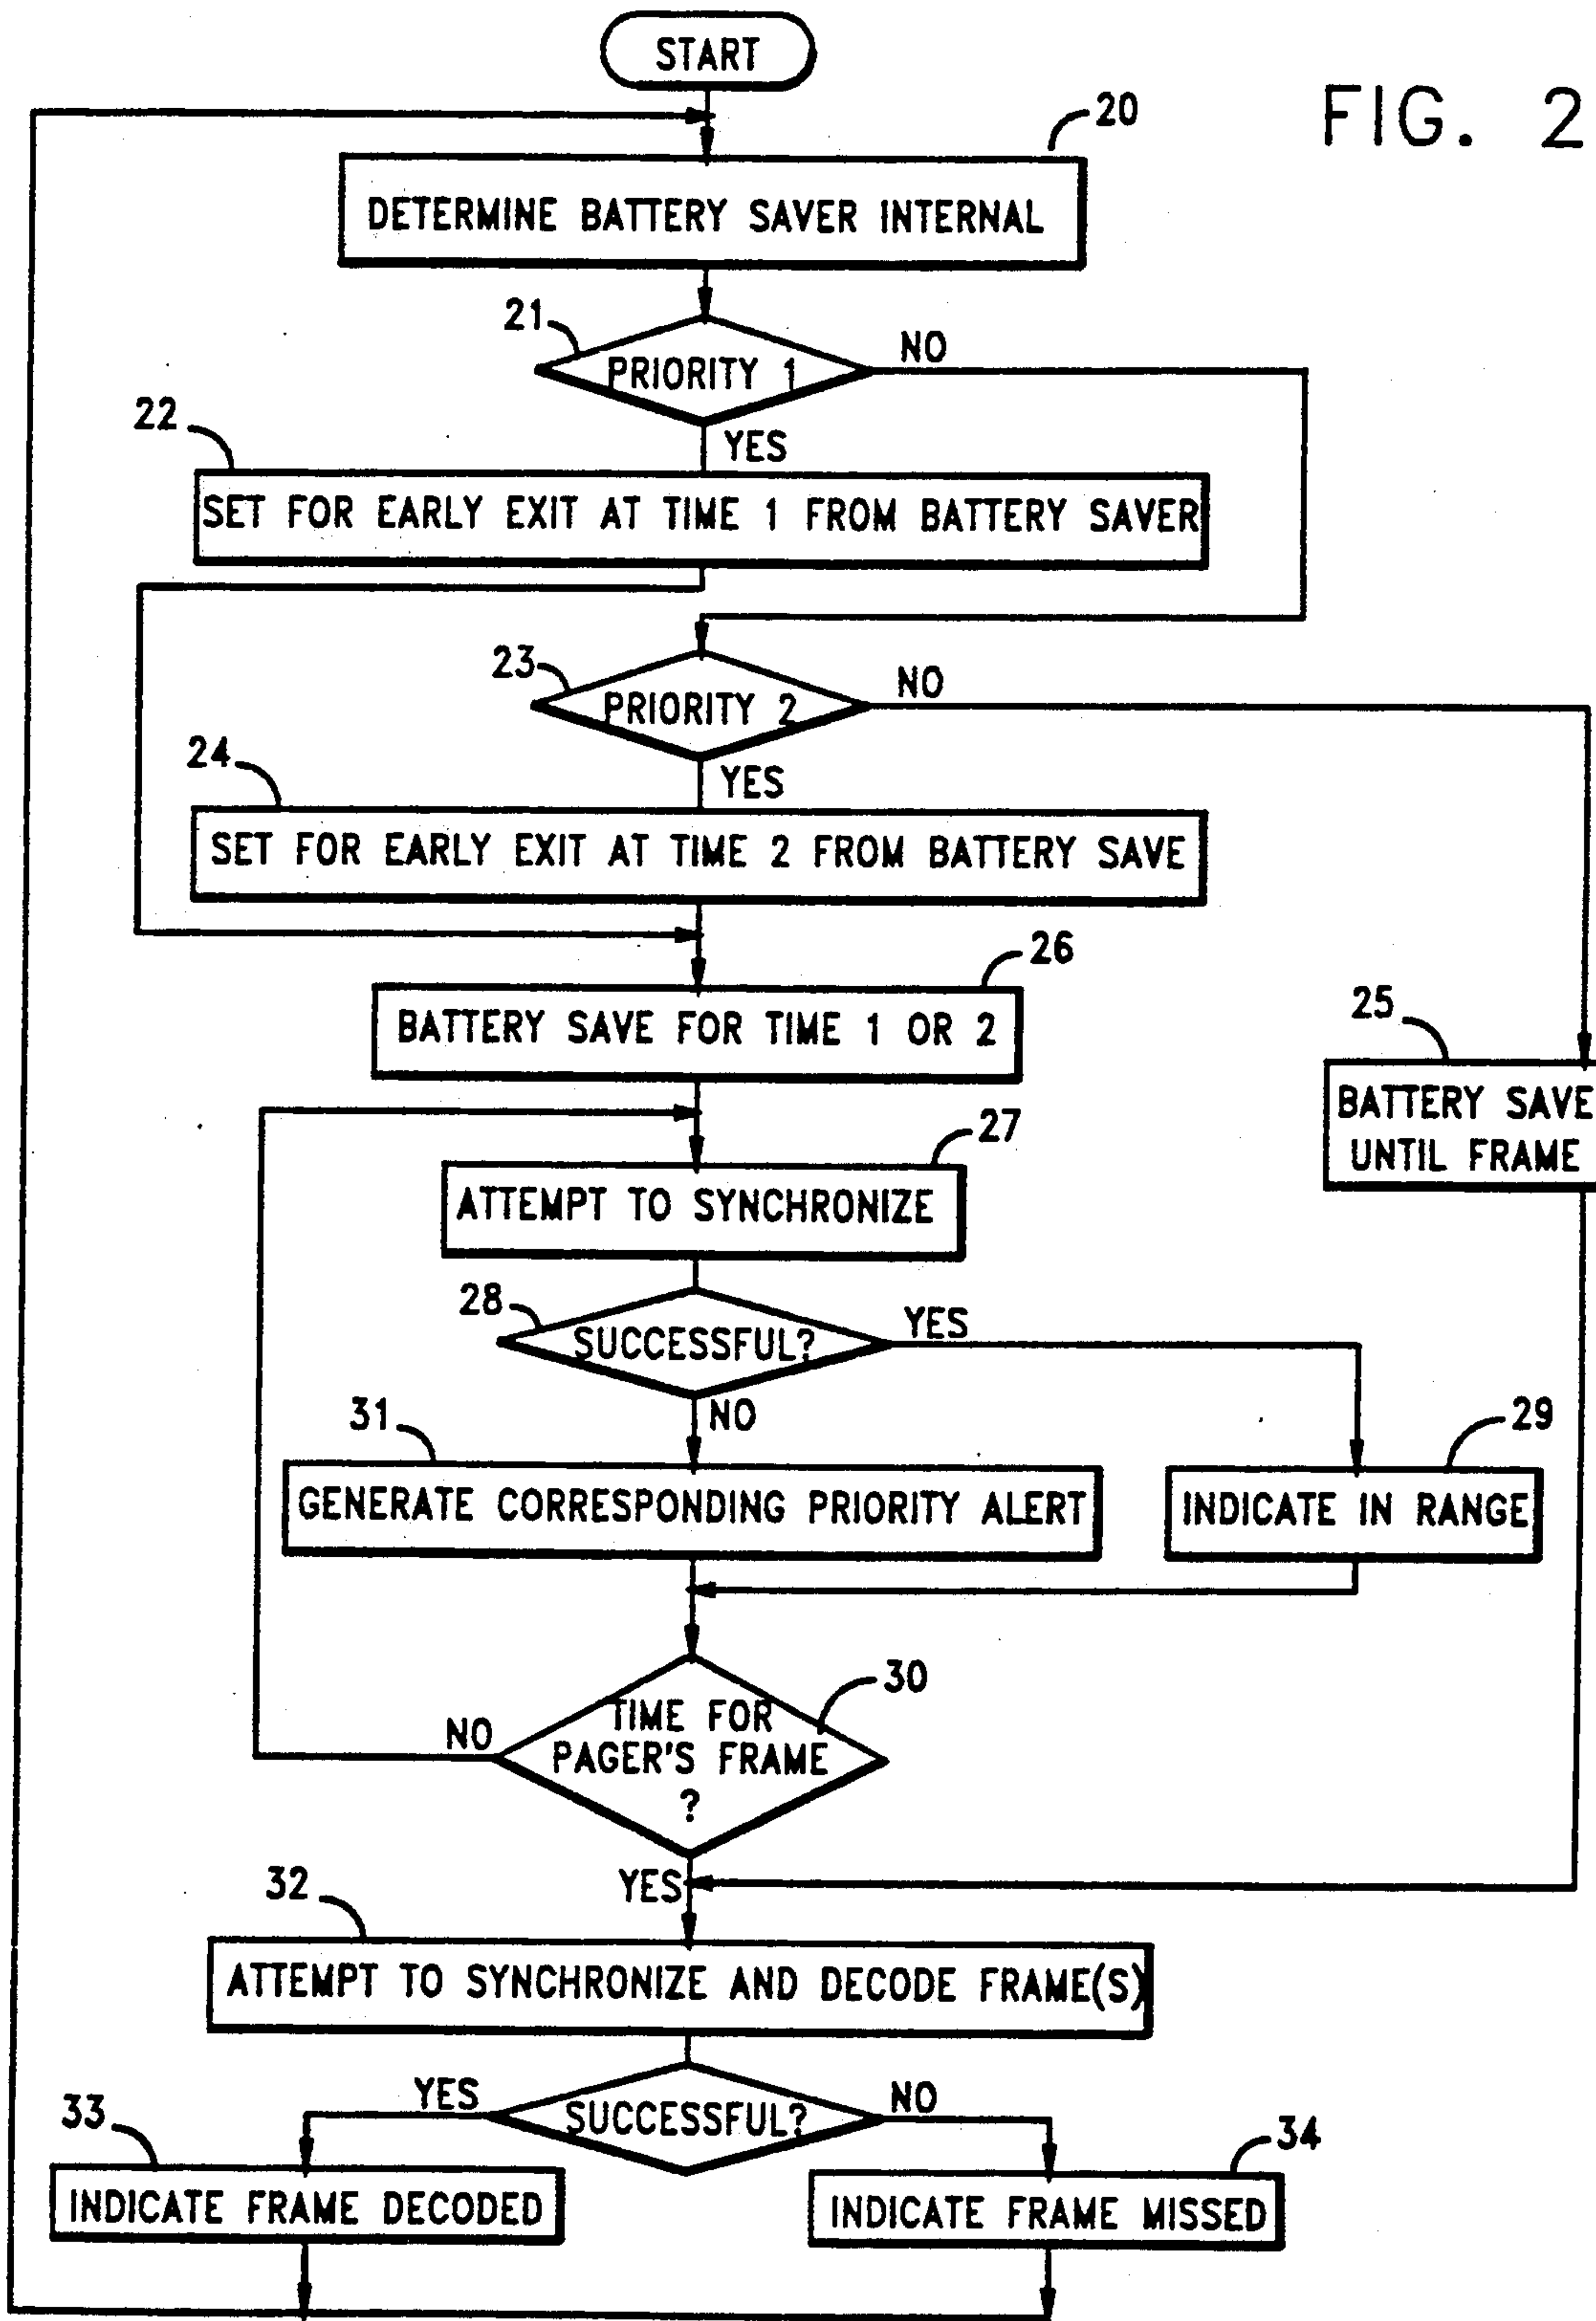 START
FIG. 2
20
DETERMINE BATTERY SAVER INTERNAL
21
PRIORITY 1
NO
YES
22
SET FOR EARLY EXIT AT TIME 1 FROM BATTERY SAVER
23
PRIORITY 2
NO
YES
24
SET FOR EARLY EXIT AT TIME 2 FROM BATTERY SAVE
26
BATTERY SAVE FOR TIME 1 OR 2
25
BATTERY SAVE
UNTIL FRAME
27
ATTEMPT TO SYNCHRONIZE
28
SUCCESSFUL?
YES
NO
31
GENERATE CORRESPONDING PRIORITY ALERT
29
INDICATE IN RANGE
30
TIME FOR
PAGER'S FRAME
?
NO
YES
32
ATTEMPT TO SYNCHRONIZE AND DECODE FRAME(S)
YES
SUCCESSFUL?
NO
33
INDICATE FRAME DECODED
34
INDICATE FRAME MISSED